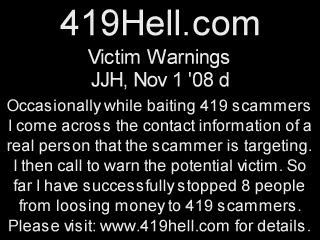 419Hell.com
Victim Warnings
JJH, Nov 1 '08 d
Occasionally while baiting 419 scammers
I come across the contact information of a
real person that the scammer is targeting.
I then call to warn the potential victim. So
far I have successfully stopped 8 people
from loosing money to 419 scammers.
Please visit: www.419hell.com for details.